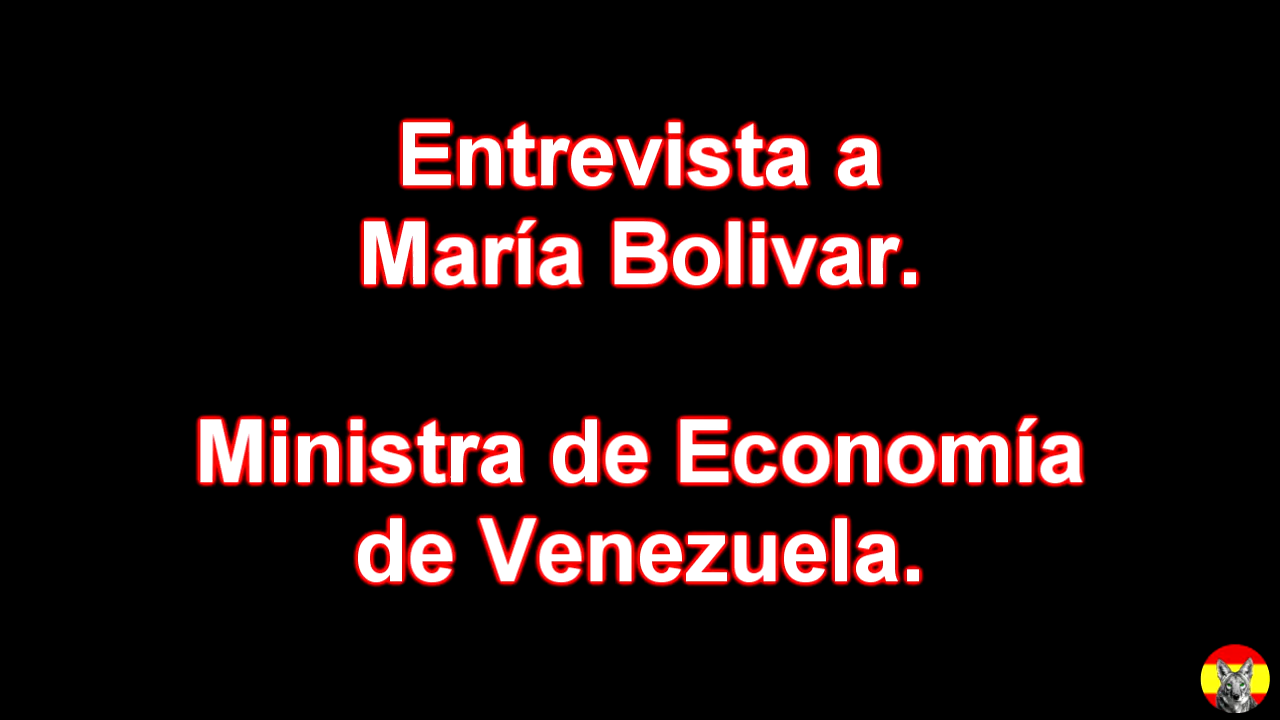 Entrevista a
María Bolivar.
Ministra de Economía
de Venezuela.